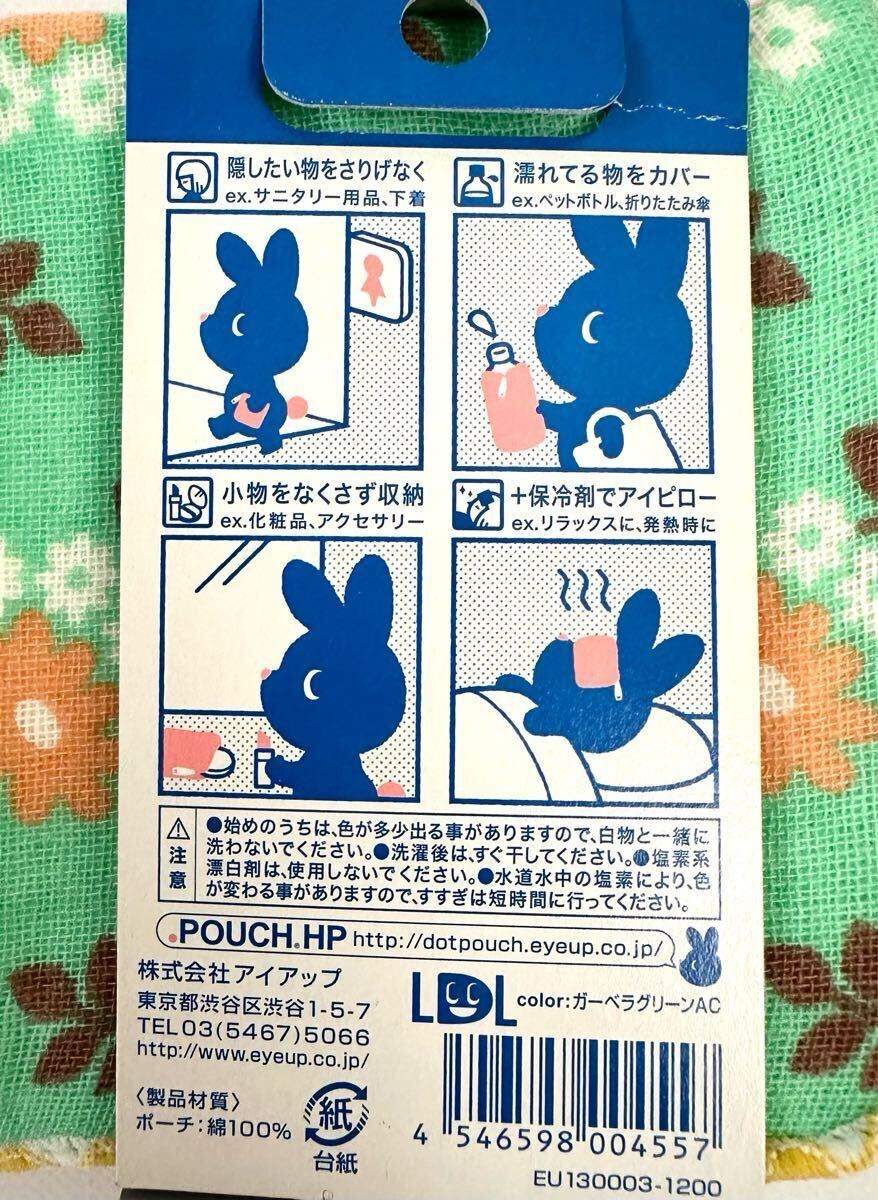 隠したい物をさりげなく
ex.サニタリー用品、下着
濡れてる物をカバー
ex.ペットボトル、折りたたみ傘
小物をなくさず収納
ex.化粧品、アクセサリー
+保冷剤でアイピロー
ex.リラックスに、発熱時に
注意
●始めのうちは、色が多少出る事がありますので、白物と一緒に
洗わないでください。●洗濯後は、すぐ干してください。●塩素系
漂白剤は、使用しないでください。●水道水中の塩素により、色
が変わる事がありますので、すすぎは短時間に行ってください。
.POUCH.HP http://dotpouch.eyeup.co.jp/
株式会社アイアップ
東京都渋谷区渋谷1-5-7
TEL03(5467)5066
http://www.eyeup.co.jp/
〈製品材質〉
ポーチ:綿100%
紙
台紙
LDL color:ガーベラグリーンAC
4 546598 004557
EU130003-1200